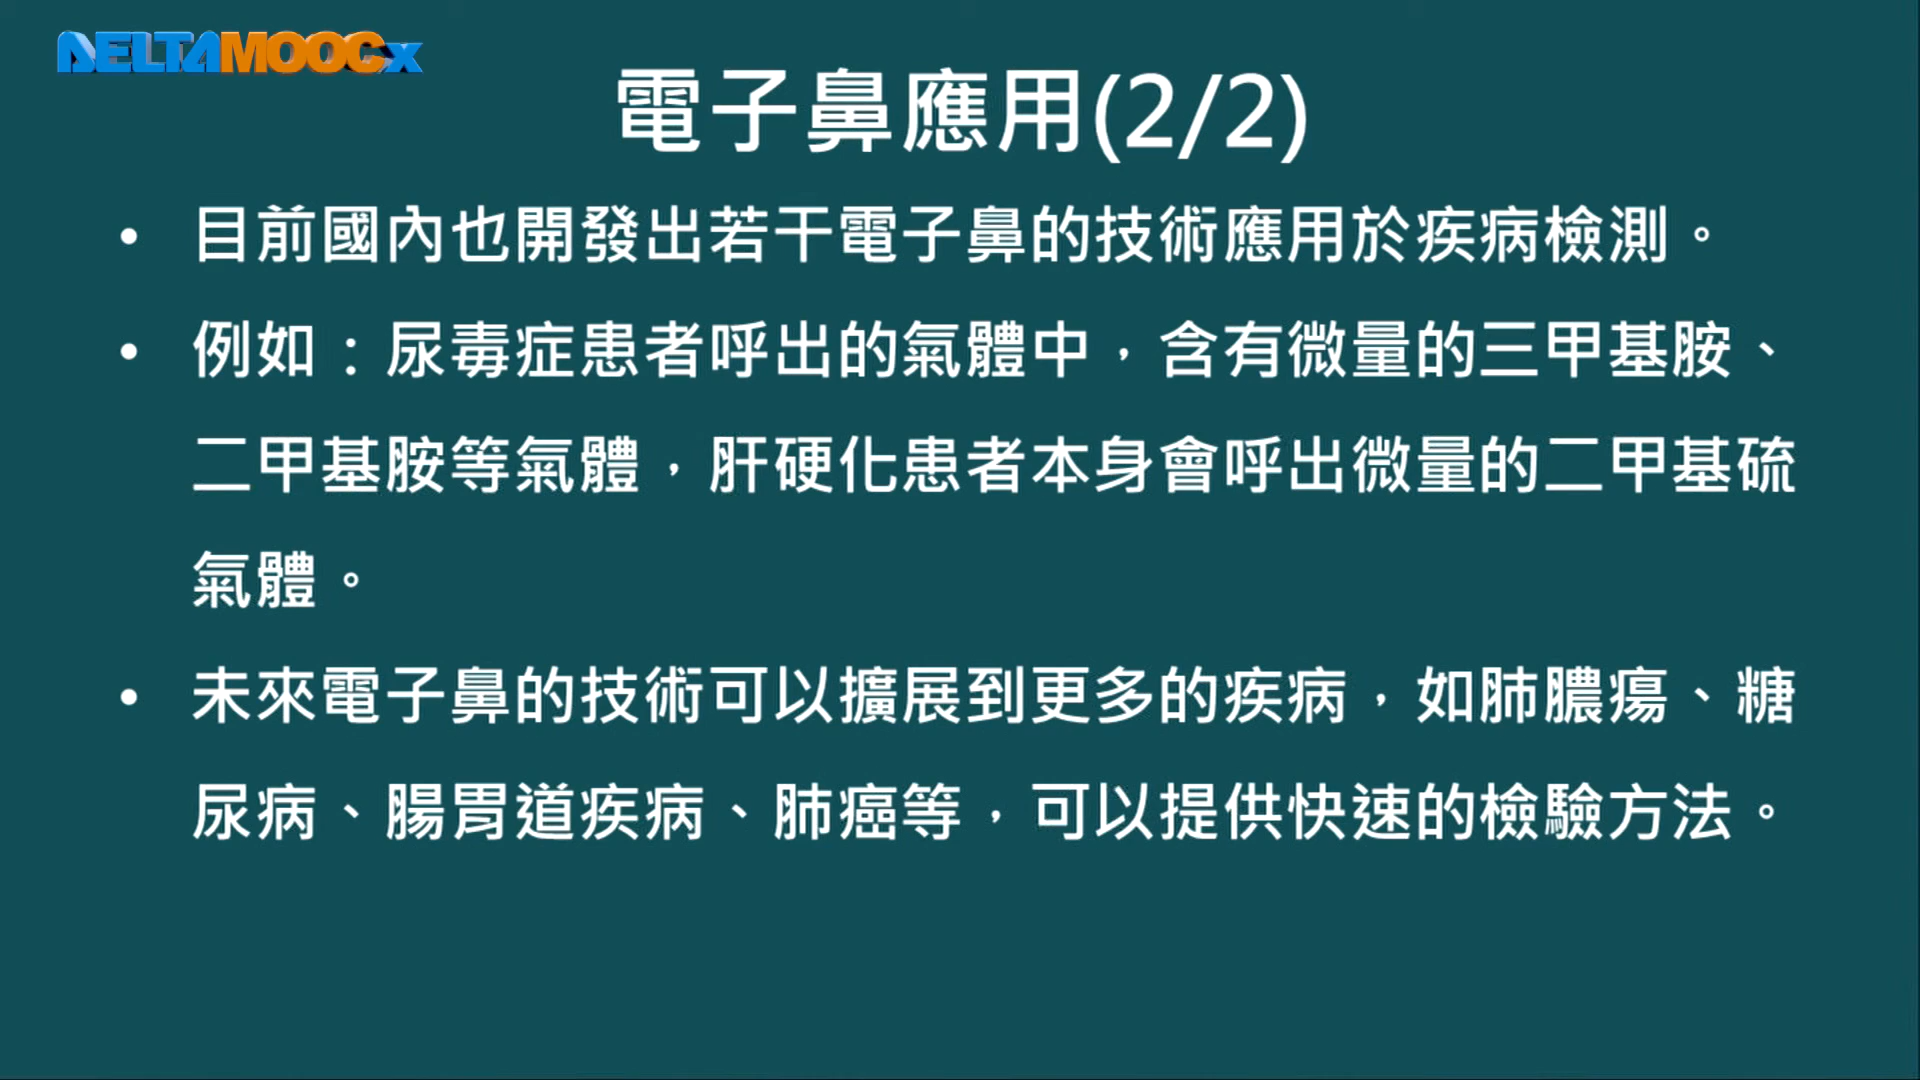 DELTAMOOCx
電子鼻應用(2/2)
• 目前國內也開發出若干電子鼻的技術應用於疾病檢測。
• 例如：尿毒症患者呼出的氣體中，含有微量的三甲基胺、
二甲基胺等氣體，肝硬化患者本身會呼出微量的二甲基硫
氣體。
• 未來電子鼻的技術可以擴展到更多的疾病，如肺膿瘍、糖
尿病、腸胃道疾病、肺癌等，可以提供快速的檢驗方法。